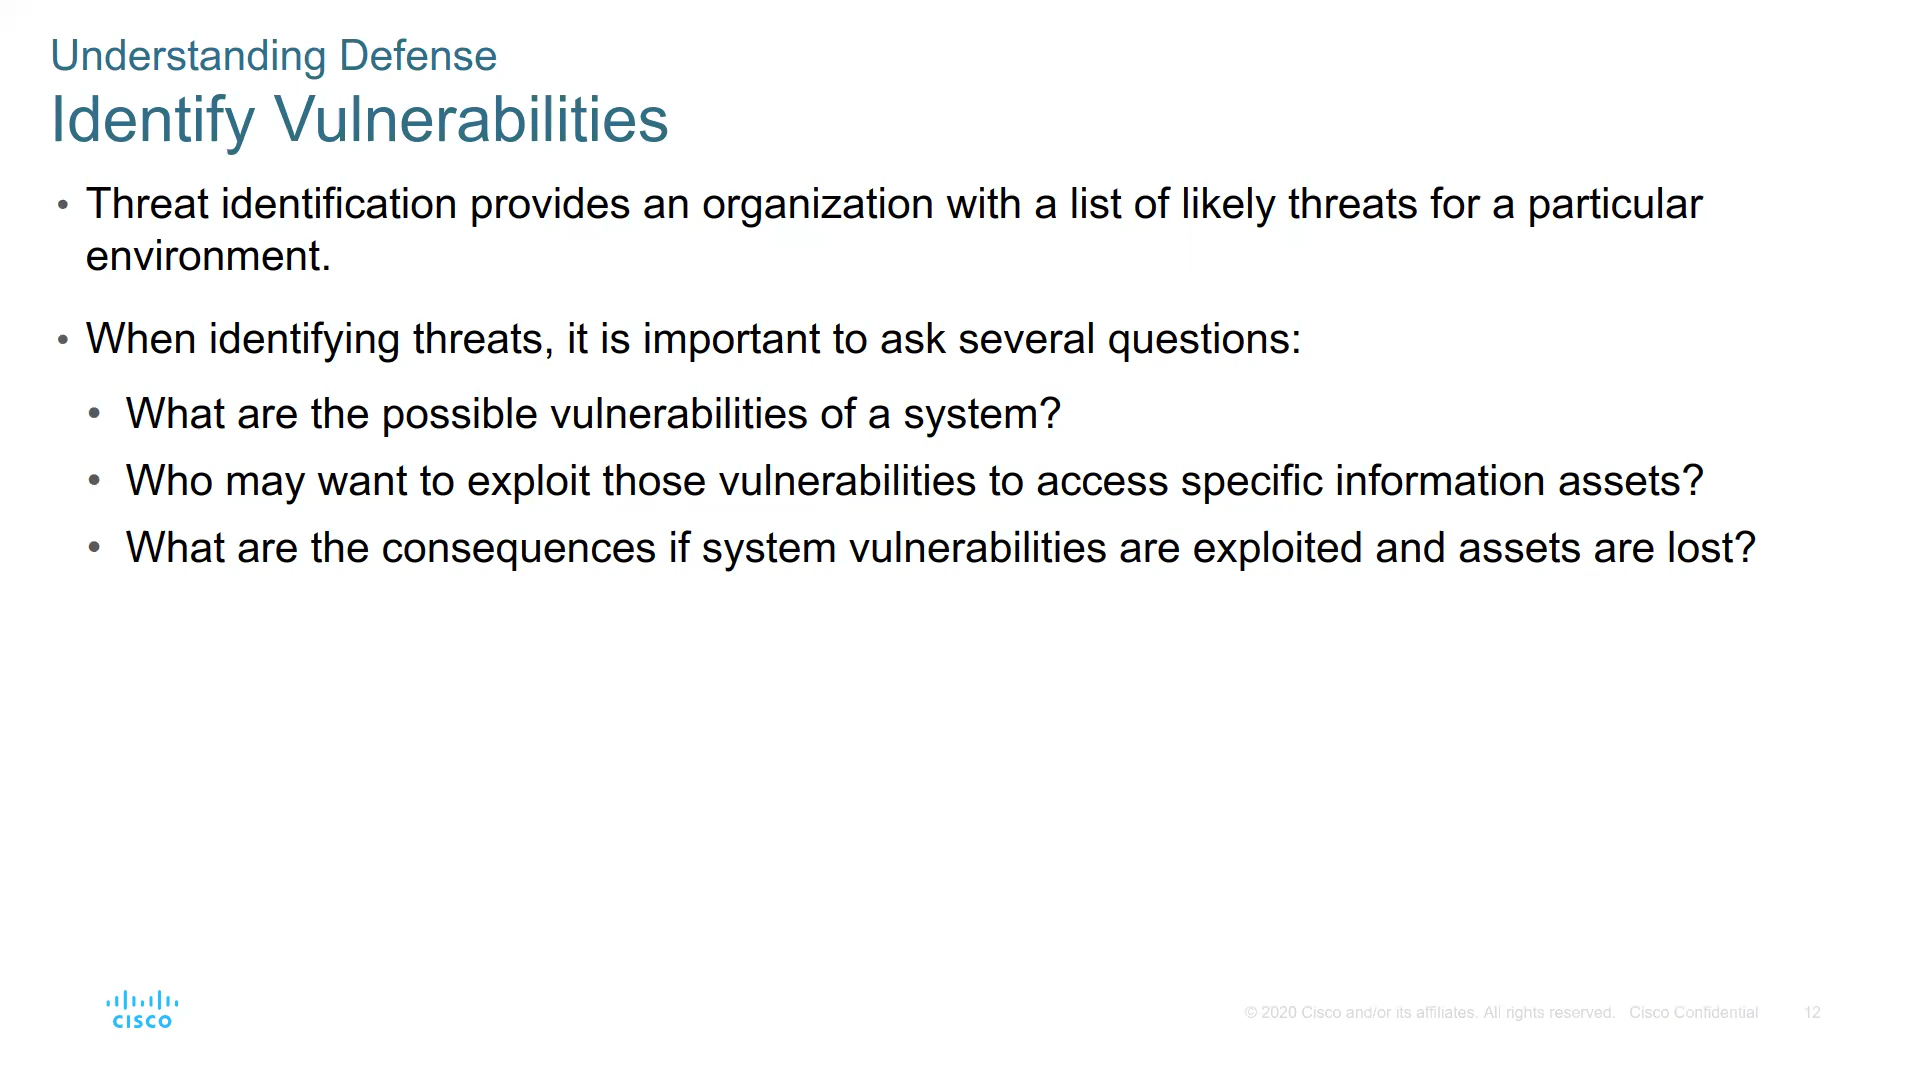 Understanding Defense
Identify Vulnerabilities
• Threat identification provides an organization with a list of likely threats for a particular
environment.
• When identifying threats, it is important to ask several questions:
• What are the possible vulnerabilities of a system?
• Who may want to exploit those vulnerabilities to access specific information assets?
• What are the consequences if system vulnerabilities are exploited and assets are lost?
CISCO
© 2020 Cisco and/or its affiliates. All rights reserved. Cisco Confidential 12